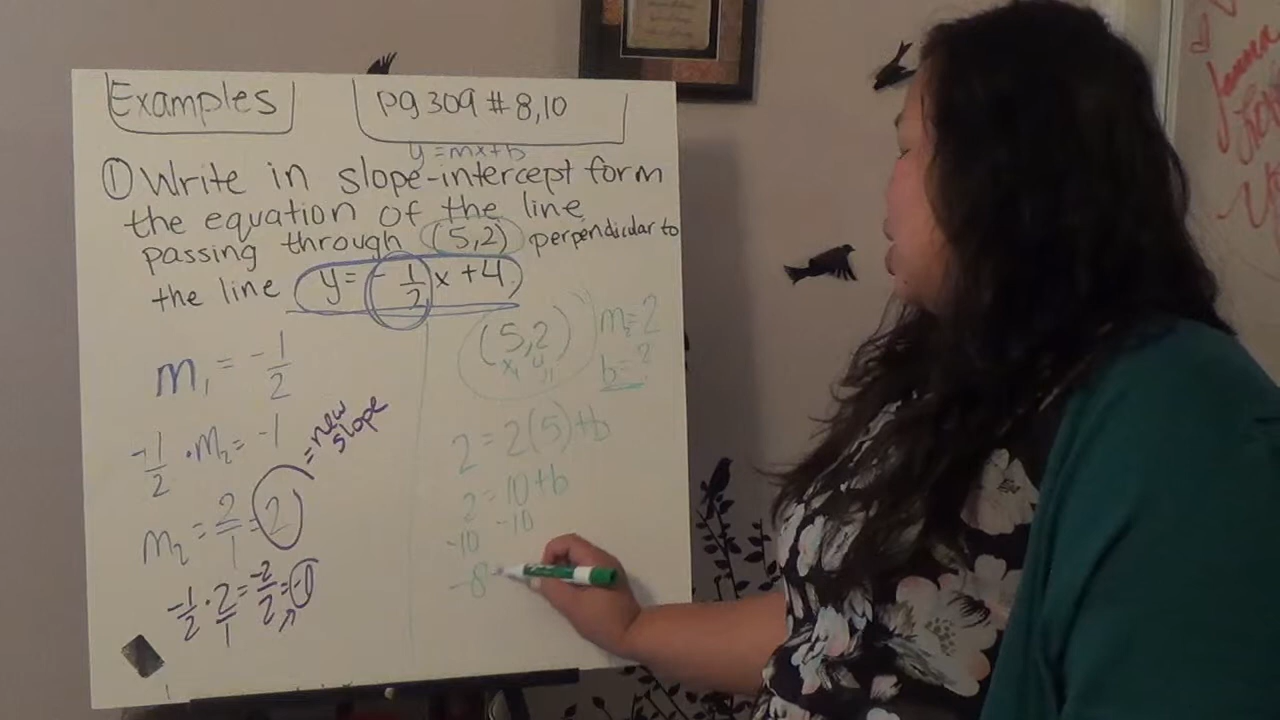 Examples
pg 309 # 8,10
y=mx+b
① Write in slope-intercept form
the equation of the line
passing through (5,2) perpendicular to
the line y= -1/2 x +4
m₁ = -1/2
-1/2 · m₂ = -1
m₂ = 2/1 = 2 = new slope
-1/2 · 2/1 = -2/2 = -1
(5,2) m=2
x₁ y₁ b=?
2 = 2(5)+b
2 = 10+b
-10 -10
-8